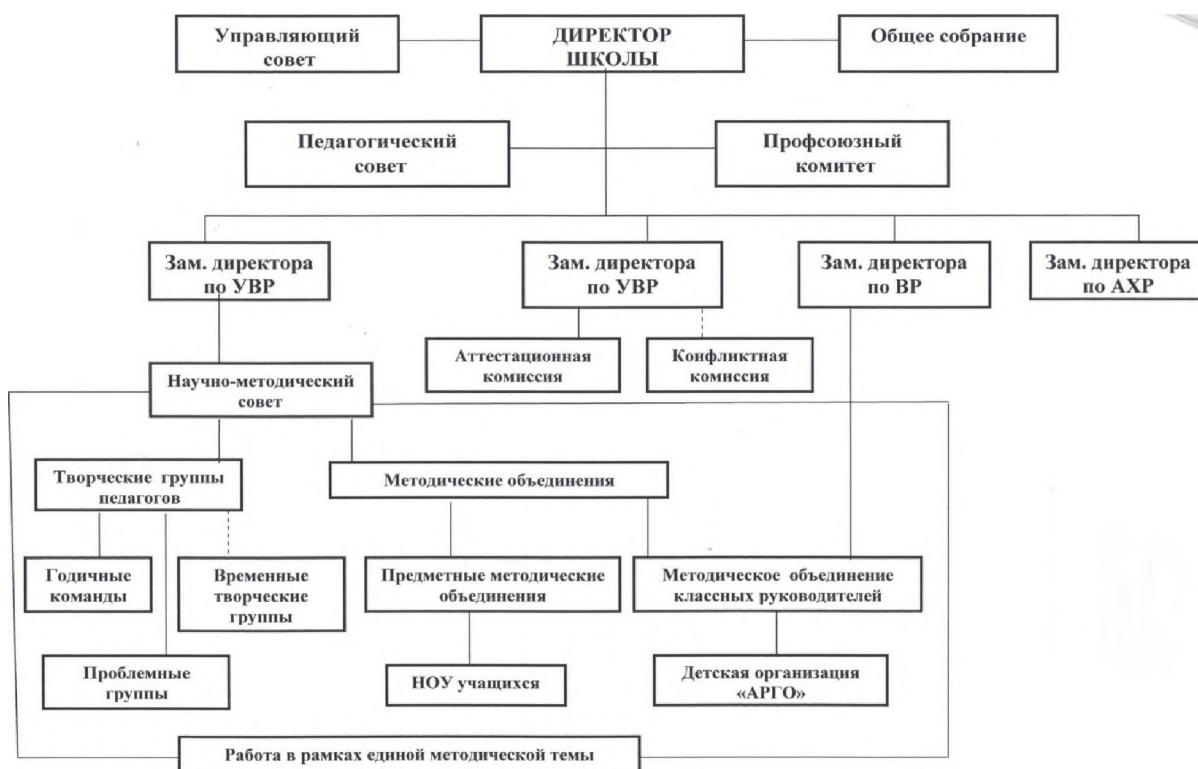 Управляющий
совет
ДИРЕКТОР
ШКОЛЫ
Общее собрание
Педагогический
совет
Профсоюзный
комитет
Зам. директора
по УВР
Зам. директора
по УВР
Зам. директора
по ВР
Зам. директора
по АХР
Аттестационная
комиссия
Конфликтная
комиссия
Научно-методический
совет
Творческие группы
педагогов
Методические объединения
Годичные
команды
Временные
творческие
группы
Предметные методические
объединения
Методическое объединение
классных руководителей
Проблемные
группы
НОУ учащихся
Детская организация
«АРГО»
Работа в рамках единой методической темы